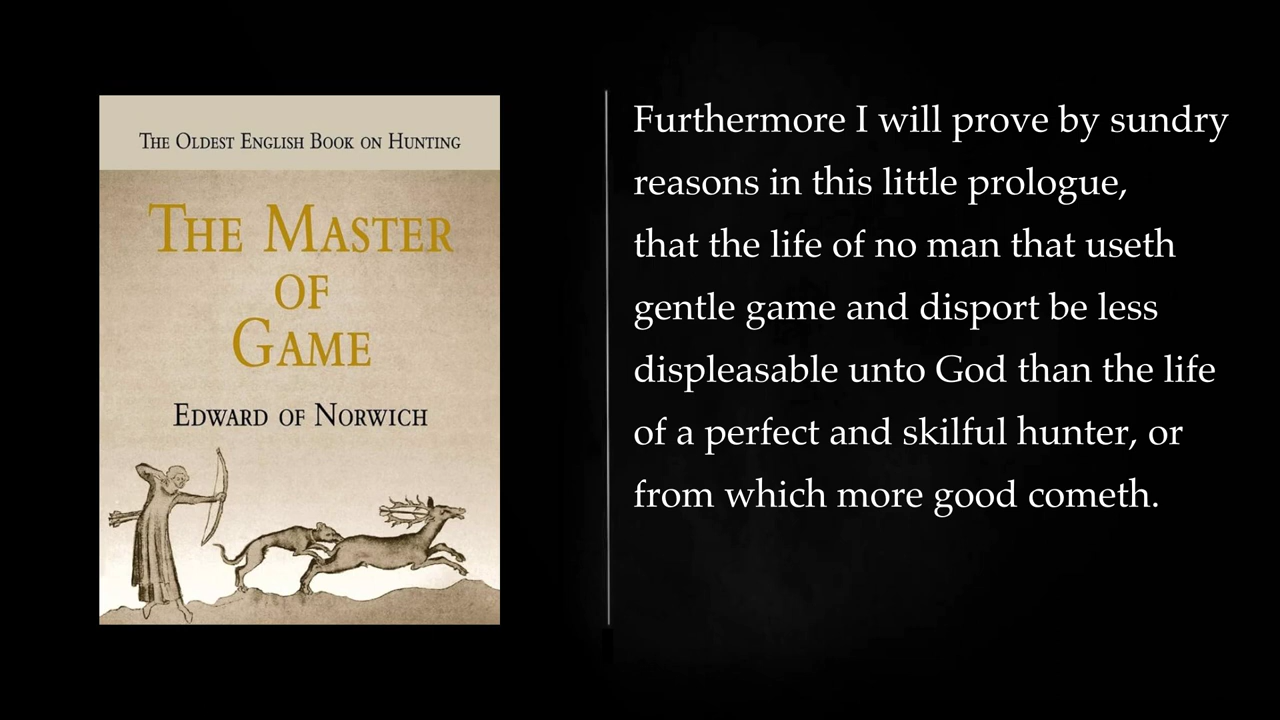 The Oldest English Book on Hunting
The Master
of
Game
Edward of Norwich
Furthermore I will prove by sundry
reasons in this little prologue,
that the life of no man that useth
gentle game and disport be less
displeasable unto God than the life
of a perfect and skilful hunter, or
from which more good cometh.